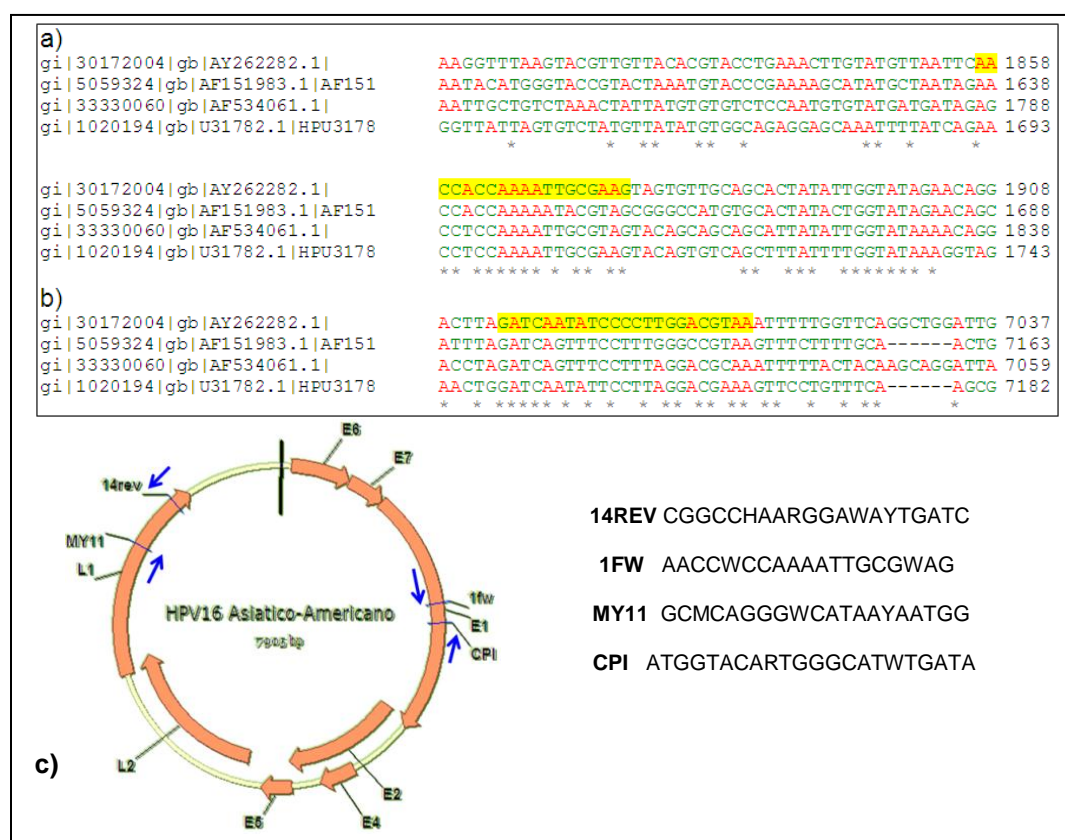 a)
gi|30172004|gb|AY262282.1| AAGGTTTAAGTACGTTGTTACACGTACCTGAAACTTGTATGTTAATTCAA 1858
gi|5059324|gb|AF151983.1|AF151 AATACATGGGTACCGTACTAAATGTACCCGAAAAGCATATGCTAATAGAA 1638
gi|33330060|gb|AF534061.1| AATTGCTGTCTAAACTATTATGTGTGTCTCCAATGTGTATGATGATAGAG 1788
gi|1020194|gb|U31782.1|HPU3178 GGTTATTAGTGTCTATGTTATATGTGGCAGAGGAGCAAATTTTATCAGAA 1693
* * ** ** * ** * *
gi|30172004|gb|AY262282.1| CCACCAAAATTGCGAAGTAGTGTTGCAGCACTATATTGGTATAGAACAGG 1908
gi|5059324|gb|AF151983.1|AF151 CCACCAAAAATACGTAGCGGGCCATGTGCACTATACTGGTATAGAACAGC 1688
gi|33330060|gb|AF534061.1| CCTCCAAAATTGCGTAGTACAGCAGCAGCATTATATTGGTATAAAACAGG 1838
gi|1020194|gb|U31782.1|HPU3178 CCTCCAAAATTGCGAAGTACAGTGTCAGCTTTATTTTGGTATAAAGGTAG 1743
** ****** * ** ** ** *** ******* *
b)
gi|30172004|gb|AY262282.1| ACTTAGATCAATATCCCCTTGGACGTAAATTTTTGGTTCAGGCTGGATTG 7037
gi|5059324|gb|AF151983.1|AF151 ATTTAGATCAGTTTCCTTTGGGCCGTAAGTTTCTTTTGCA------ACTG 7163
gi|33330060|gb|AF534061.1| ACCTAGATCAGTTTCCTTTAGGACGCAAATTTTTACTACAAGCAGGATTA 7059
gi|1020194|gb|U31782.1|HPU3178 AACTGGATCAATATTCCTTAGGACGAAAGTTCCTGTTTCA------AGCG 7182
* * ***** * * * * ** ** ** ** * * ** *
E6
E7
14rev
MY11
L1
HPV16 Asiatico-Americano
1fw
E1
CPI
L2
E2
E5
E4
14REV CGGCCHAARGGAWAYTGATC
1FW AACCWCCAAAATTGCGWAG
MY11 GCMCAGGGWCATAAYAATGG
CPI ATGGTACARTGGGCATWTGATA
c)